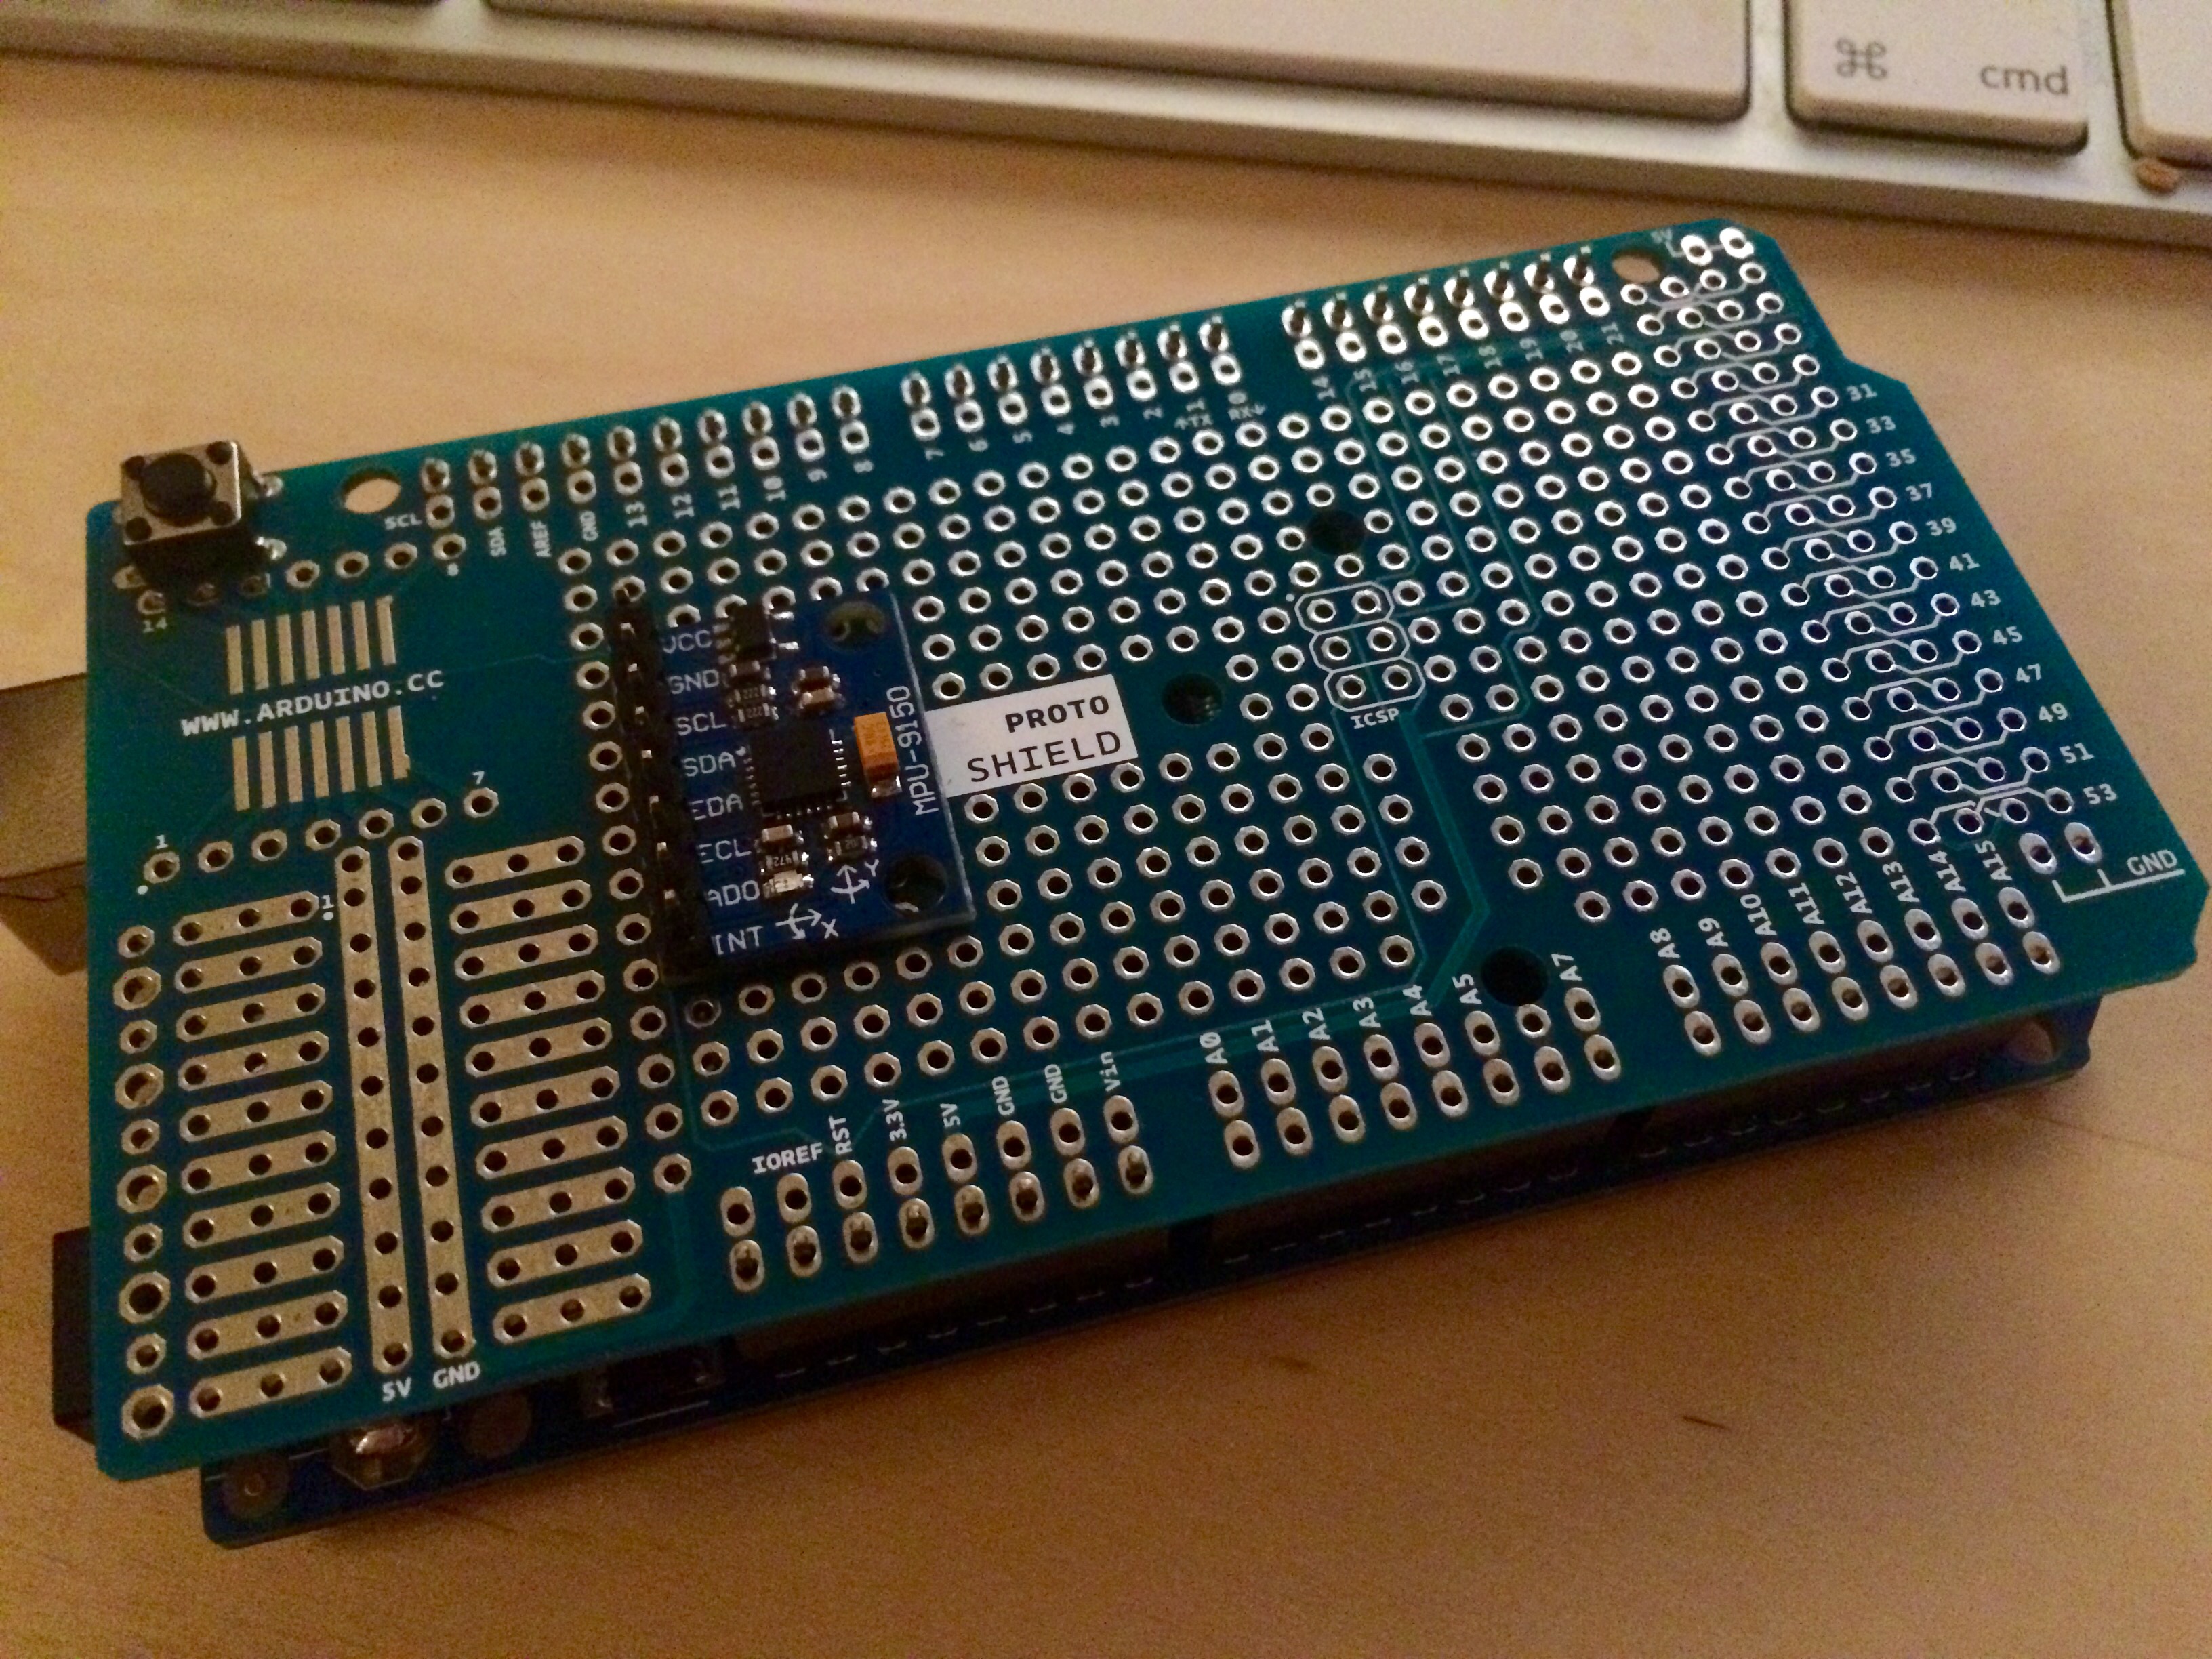 ⌘ cmd
5V
SCL
SDA
AREF
GND
13
12
11
10
9
8
7
6
5
4
3
2
TX 1
RX 0
14
15
16
17
18
19
20
21
31
33
35
37
39
41
43
45
47
49
51
53
GND
8
14
WWW.ARDUINO.CC
7
1
1
VCC
GND
SCL
SDA
EDA
ECL
ADO
INT
X
Y
MPU-9150
PROTO
SHIELD
ICSP
IOREF
RST
3.3V
5V
GND
GND
Vin
A0
A1
A2
A3
A4
A5
A7
A8
A9
A10
A11
A12
A13
A14
A15
5V
GND